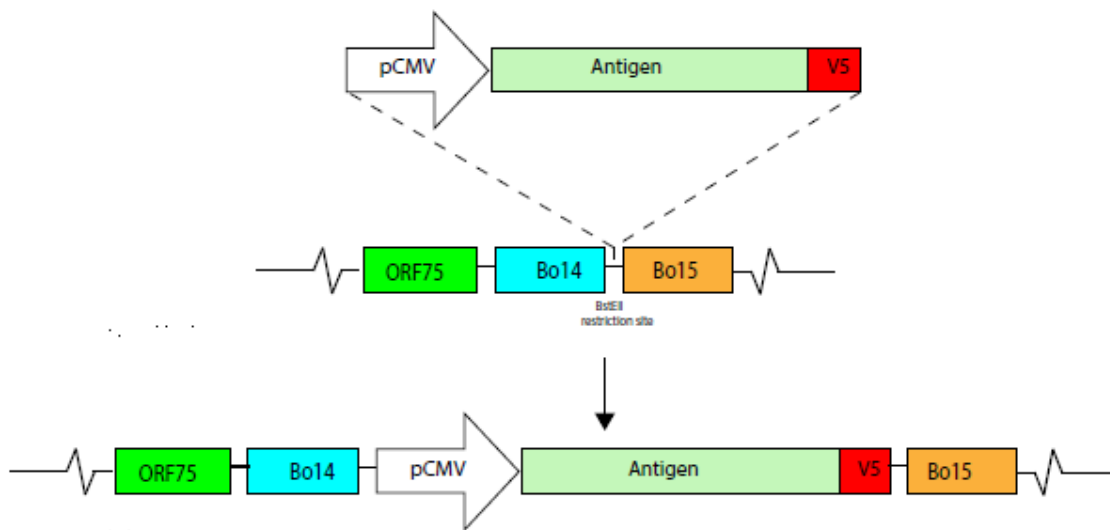 pCMV Antigen V5
ORF75 Bo14 Bo15
BstEII
restriction site
ORF75 Bo14 pCMV Antigen V5 Bo15